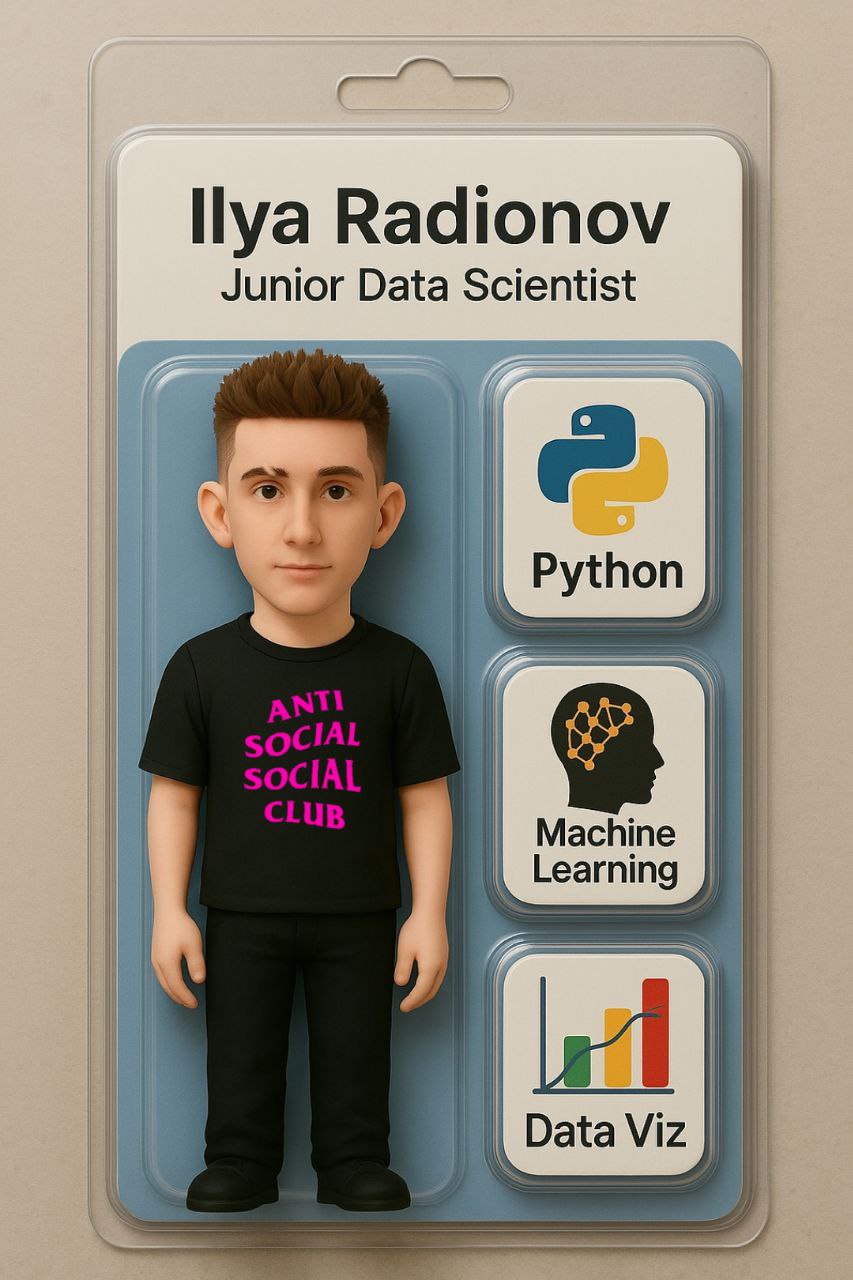 Ilya Radionov
Junior Data Scientist
ANTI
SOCIAL
SOCIAL
CLUB
Python
Machine
Learning
Data Viz